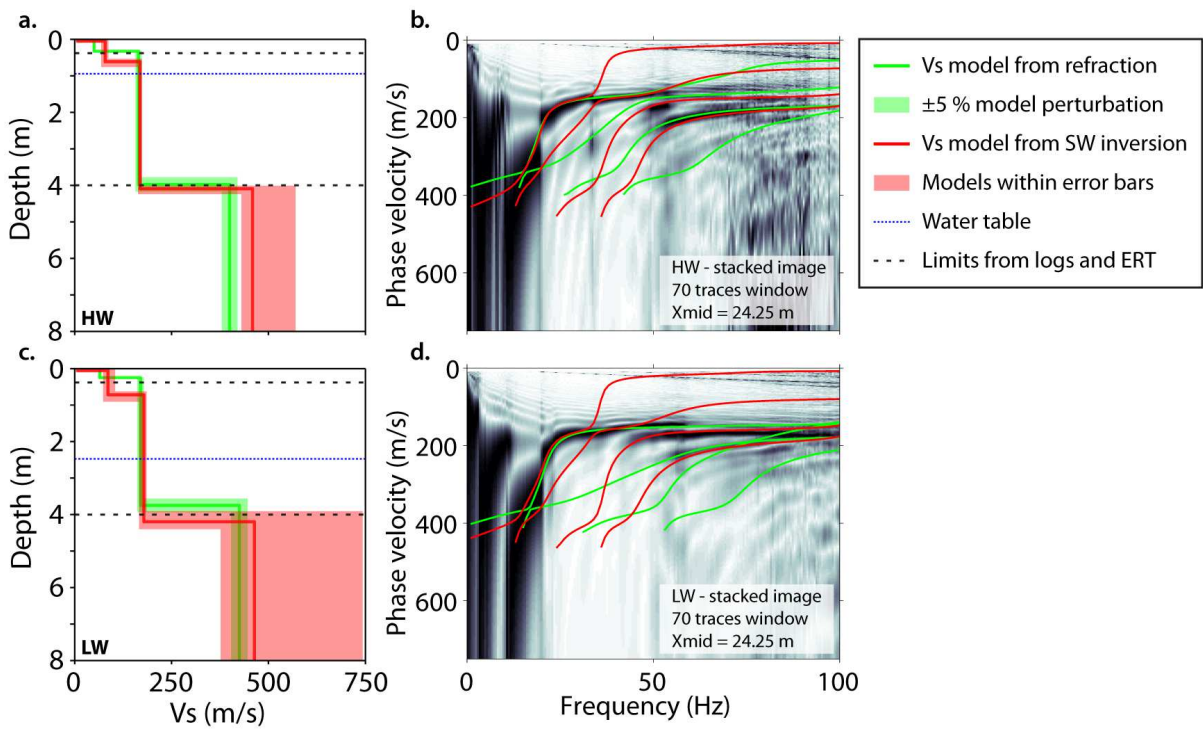 a.
0
2
4
6
8
Depth (m)
HW
b.
0
200
400
600
Phase velocity (m/s)
HW - stacked image
70 traces window
Xmid = 24.25 m
Vs model from refraction
±5 % model perturbation
Vs model from SW inversion
Models within error bars
Water table
Limits from logs and ERT
c.
0
2
4
6
8
Depth (m)
LW
0 250 500 750
Vs (m/s)
d.
0
200
400
600
Phase velocity (m/s)
LW - stacked image
70 traces window
Xmid = 24.25 m
0 50 100
Frequency (Hz)